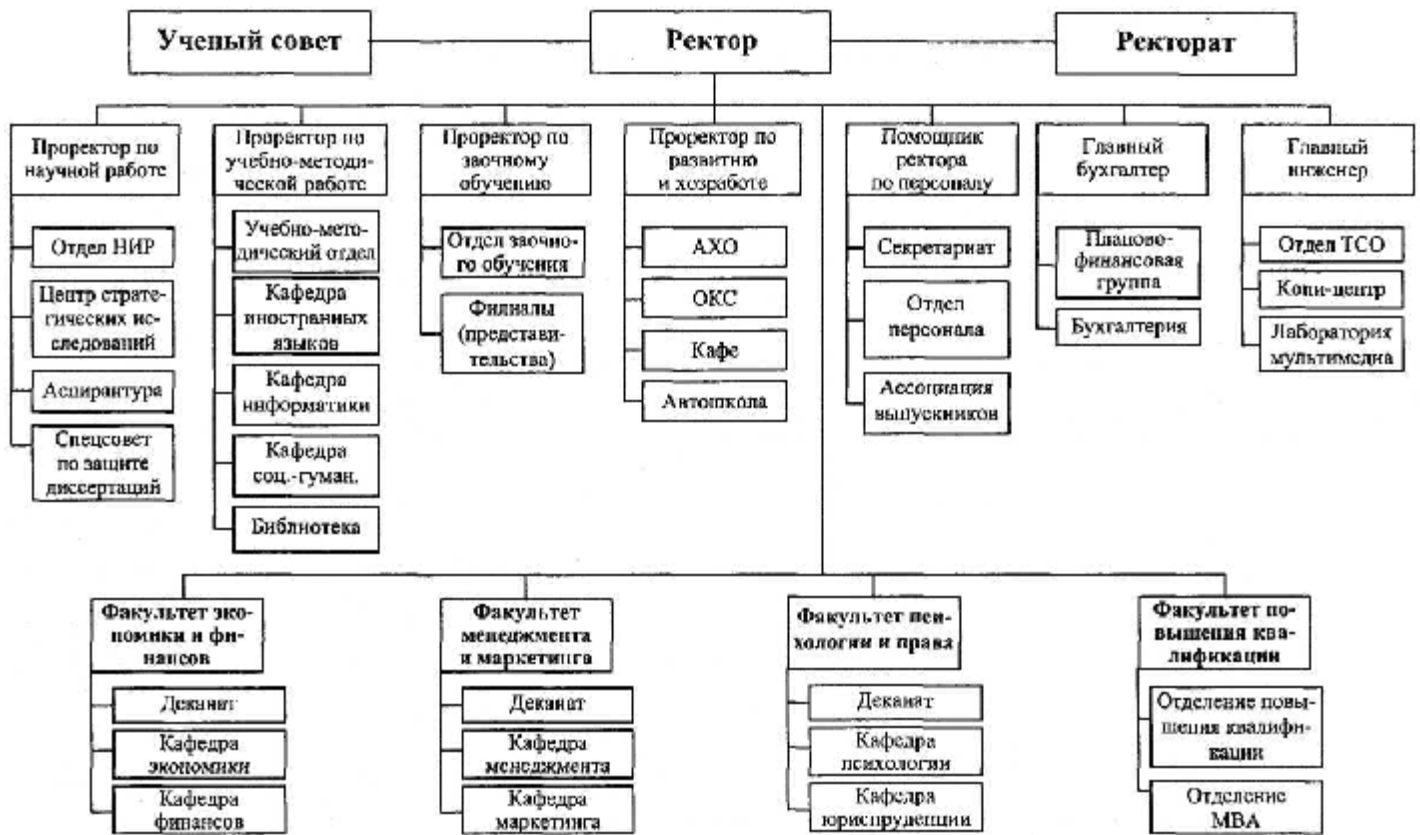 Ученый совет
Ректор
Ректорат
Проректор по
научной работе
Отдел НИР
Центр страте-
гических ис-
следований
Аспирантура
Спецсовет
по защите
диссертаций
Проректор по
учебно-методи-
ческой работе
Учебно-мето-
дический отдел
Кафедра
иностранных
языков
Кафедра
информатики
Кафедра
соц.-гуман.
Библиотека
Проректор по
заочному
обучению
Отдел заочно-
го обучения
Филиалы
(представи-
тельства)
Проректор по
развитию
и хозработе
АХО
ОКС
Кафе
Автошкола
Помощник
ректора
по персоналу
Секретариат
Отдел
персонала
Ассоциация
выпускников
Главный
бухгалтер
Планово-
финансовая
группа
Бухгалтерия
Главный
инженер
Отдел ТСО
Копи-центр
Лаборатория
мультимедиа
Факультет эко-
номики и фи-
нансов
Деканат
Кафедра
экономики
Кафедра
финансов
Факультет
менеджмента
и маркетинга
Деканат
Кафедра
менеджмента
Кафедра
маркетинга
Факультет пси-
хологии и права
Деканат
Кафедра
психологии
Кафедра
юриспруденции
Факультет по-
вышения ква-
лификации
Отделение повы-
шения квалифи-
кации
Отделение
МВА